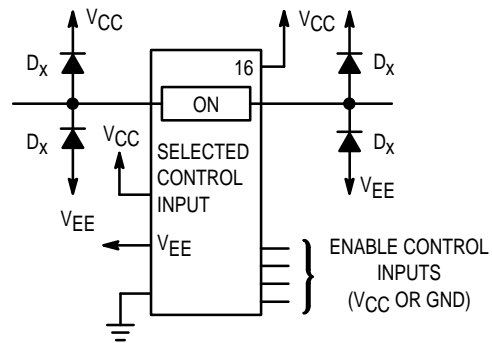 VCC
VCC
DX
16
DX
ON
DX
VCC
SELECTED
CONTROL
INPUT
DX
VEE
VEE
VEE
ENABLE CONTROL
INPUTS
(VCC OR GND)